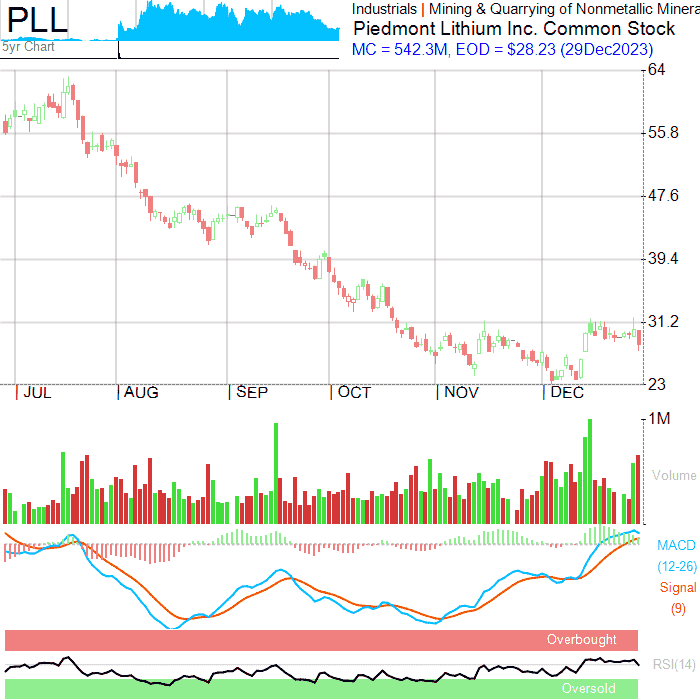 PLL
5yr Chart
Industrials | Mining & Quarrying of Nonmetallic Minera
Piedmont Lithium Inc. Common Stock
MC = 542.3M, EOD = $28.23 (29Dec2023)
64
55.8
47.6
39.4
31.2
23
|JUL |AUG |SEP |OCT |NOV |DEC
1M
Volume
MACD
(12-26)
Signal
(9)
Overbought
RSI(14)
Oversold